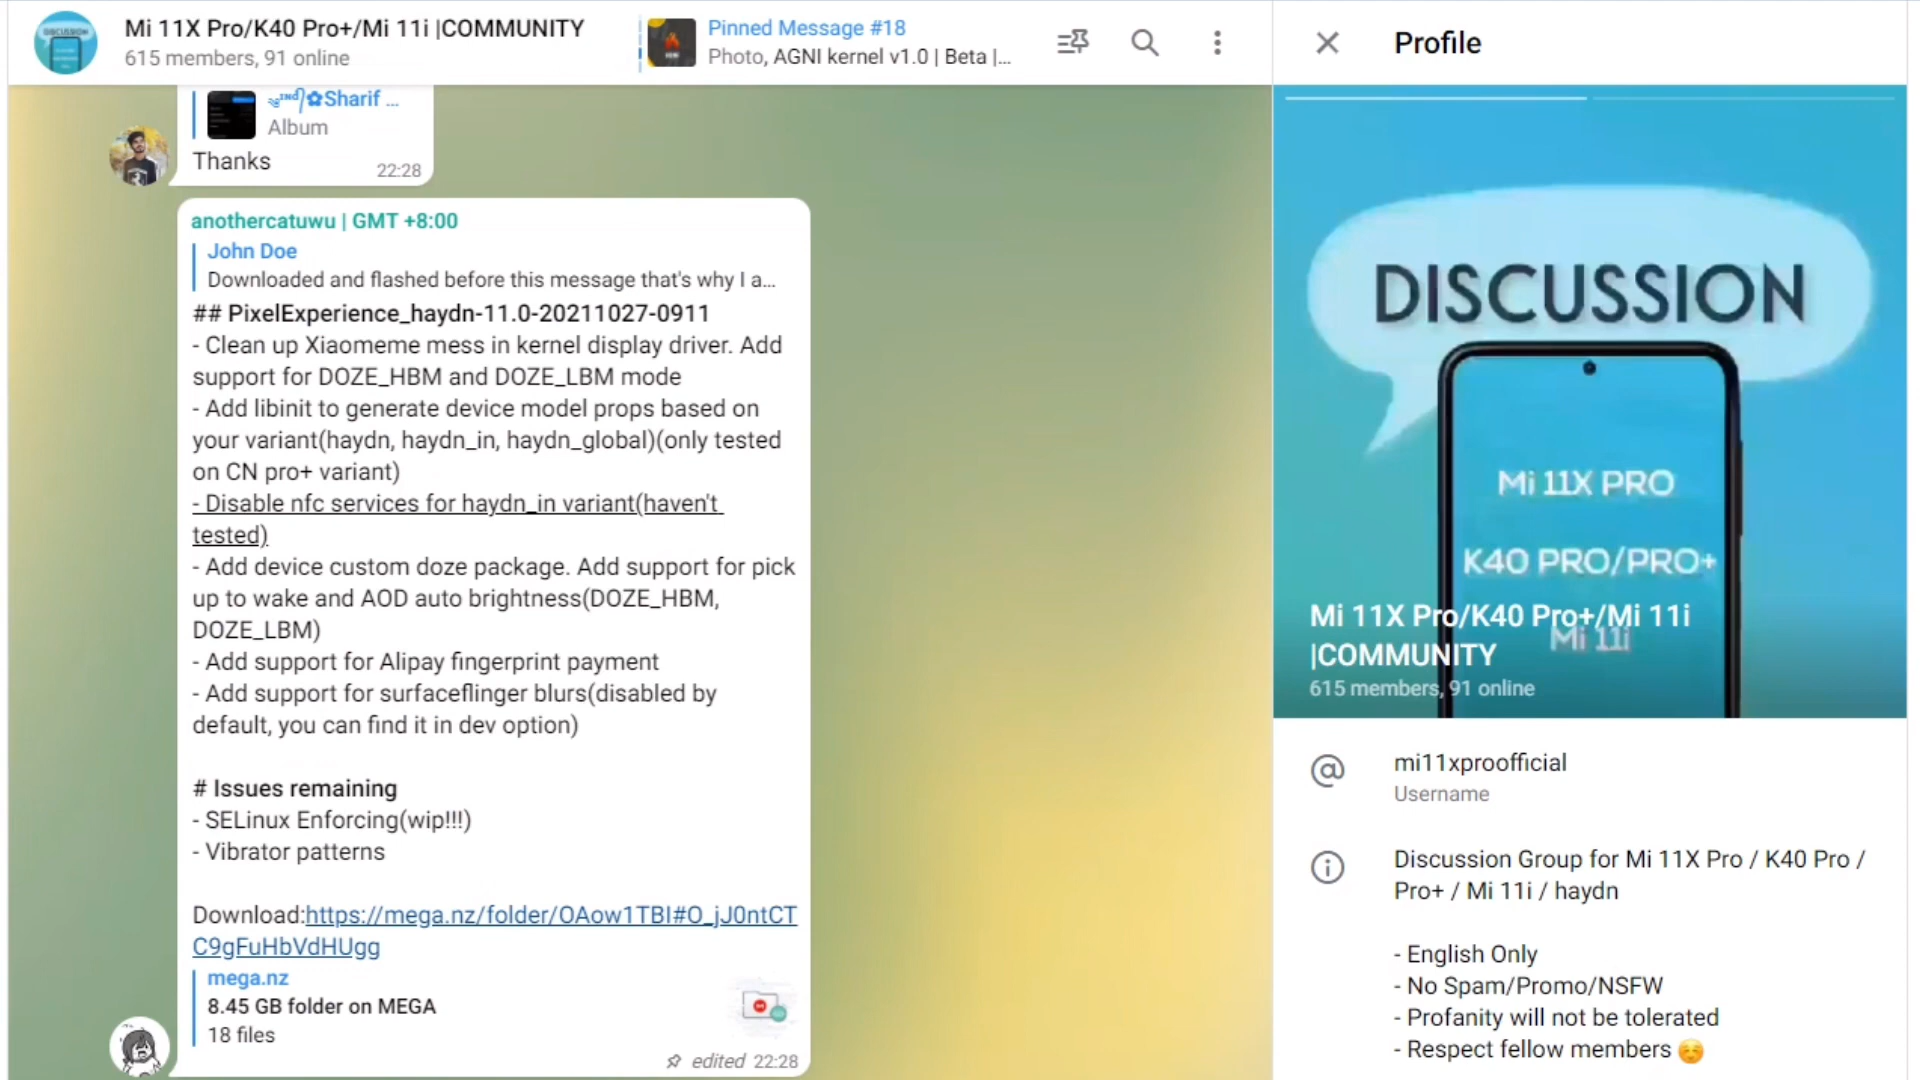 Mi 11X Pro/K40 Pro+/Mi 11i |COMMUNITY
615 members, 91 online
Pinned Message #18
Photo, AGNI kernel v1.0 | Beta |...
Sharif ...
Album
Thanks
22:28
anothercatuwu | GMT +8:00
John Doe
Downloaded and flashed before this message that's why I a...
## PixelExperience_haydn-11.0-20211027-0911
- Clean up Xiaomeme mess in kernel display driver. Add
support for DOZE_HBM and DOZE_LBM mode
- Add libinit to generate device model props based on
your variant(haydn, haydn_in, haydn_global)(only tested
on CN pro+ variant)
- Disable nfc services for haydn_in variant(haven't
tested)
- Add device custom doze package. Add support for pick
up to wake and AOD auto brightness(DOZE_HBM,
DOZE_LBM)
- Add support for Alipay fingerprint payment
- Add support for surfaceflinger blurs(disabled by
default, you can find it in dev option)
# Issues remaining
- SELinux Enforcing(wip!!!)
- Vibrator patterns
Download:https://mega.nz/folder/OAow1TBI#O_jJ0ntCT
C9gFuHbVdHUgg
mega.nz
8.45 GB folder on MEGA
18 files
edited 22:28
Profile
DISCUSSION
Mi 11X PRO
K40 PRO/PRO+
Mi 11i
Mi 11X Pro/K40 Pro+/Mi 11i
|COMMUNITY
615 members, 91 online
mi11xproofficial
Username
Discussion Group for Mi 11X Pro / K40 Pro /
Pro+ / Mi 11i / haydn
- English Only
- No Spam/Promo/NSFW
- Profanity will not be tolerated
- Respect fellow members ☺️